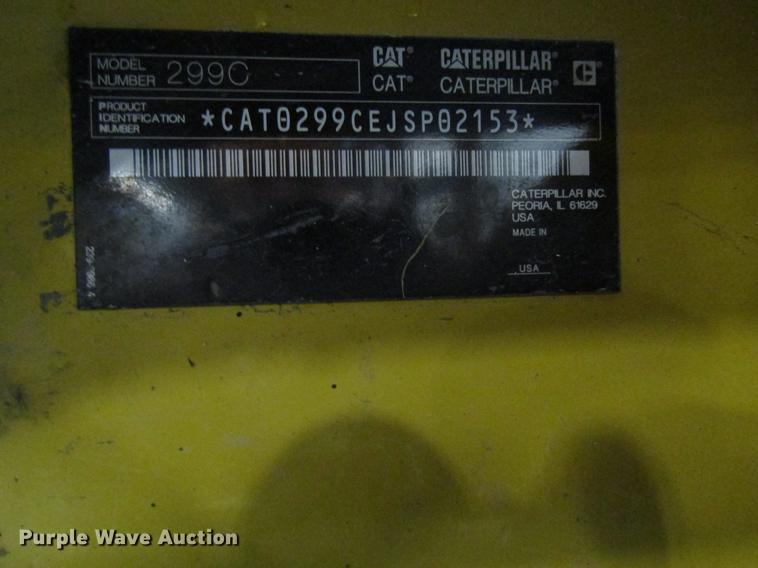 MODEL NUMBER 299C
CAT® CATERPILLAR®
CAT® CATERPILLAR®
PRODUCT IDENTIFICATION NUMBER *CAT0299CEJSP02153*
CATERPILLAR INC.
PEORIA, IL 61629
USA
MADE IN
USA
Purple Wave Auction